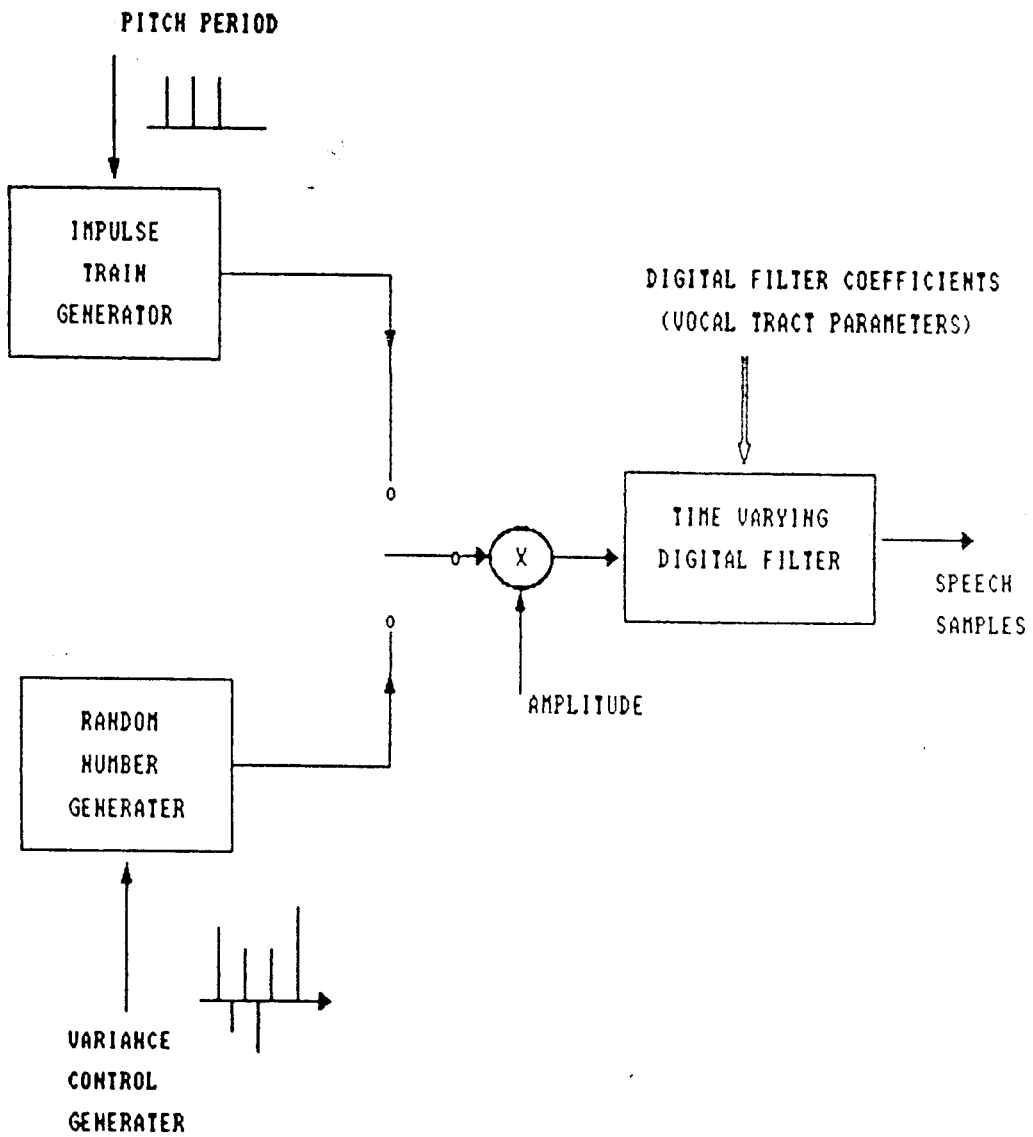 PITCH PERIOD
IMPULSE
TRAIN
GENERATOR
DIGITAL FILTER COEFFICIENTS
(VOCAL TRACT PARAMETERS)
TIME VARYING
DIGITAL FILTER
X
SPEECH
SAMPLES
AMPLITUDE
RANDOM
NUMBER
GENERATER
VARIANCE
CONTROL
GENERATER